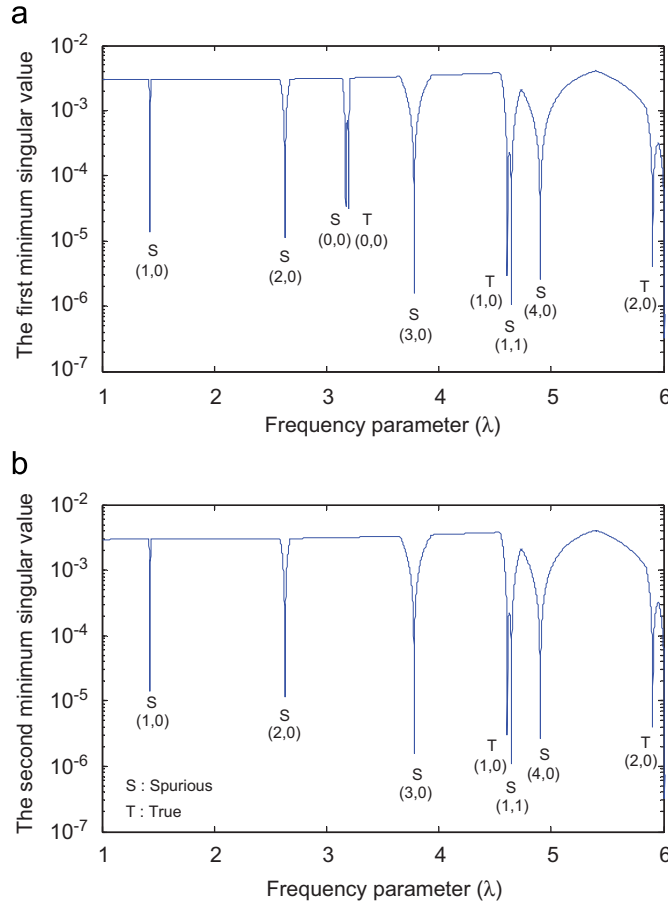 a
10^-2
10^-3
10^-4
10^-5
10^-6
10^-7
The first minimum singular value
S
(1,0)
S
(2,0)
S
(0,0)
T
(0,0)
S
(3,0)
T
(1,0)
S
(1,1)
S
(4,0)
T
(2,0)
1 2 3 4 5 6
Frequency parameter (λ)
b
10^-2
10^-3
10^-4
10^-5
10^-6
10^-7
The second minimum singular value
S
(1,0)
S
(2,0)
S
(3,0)
T
(1,0)
S
(1,1)
S
(4,0)
T
(2,0)
S : Spurious
T : True
1 2 3 4 5 6
Frequency parameter (λ)